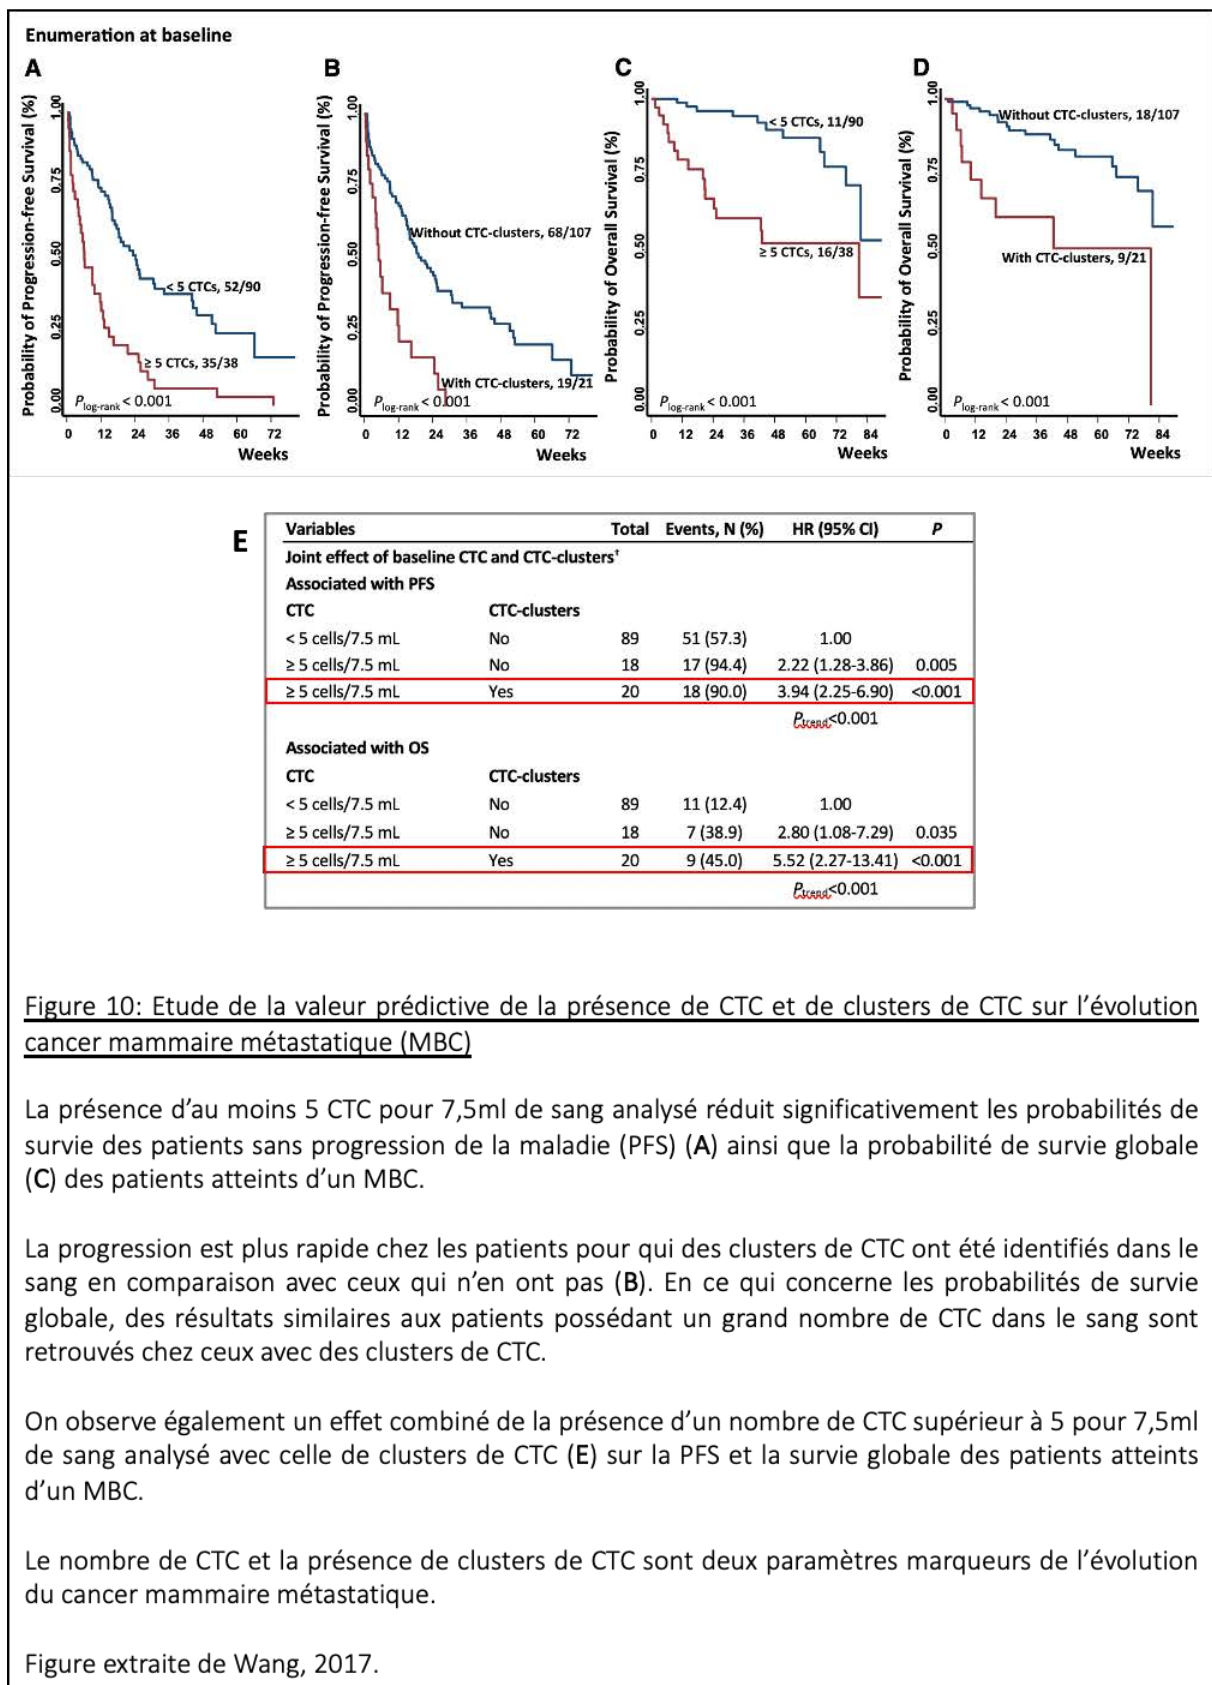 Enumeration at baseline
A
B
C
D
Probability of Progression-free Survival (%)
1.00
0.75
0.50
0.25
0.00
< 5 CTCs, 52/90
≥ 5 CTCs, 35/38
P log-rank < 0.001
0 12 24 36 48 60 72
Weeks
Probability of Progression-free Survival (%)
1.00
0.75
0.50
0.25
0.00
Without CTC-clusters, 68/107
With CTC-clusters, 19/21
P log-rank < 0.001
0 12 24 36 48 60 72
Weeks
Probability of Overall Survival (%)
1.00
0.75
0.50
0.25
0.00
< 5 CTCs, 11/90
≥ 5 CTCs, 16/38
P log-rank < 0.001
0 12 24 36 48 60 72 84
Weeks
Probability of Overall Survival (%)
1.00
0.75
0.50
0.25
0.00
Without CTC-clusters, 18/107
With CTC-clusters, 9/21
P log-rank < 0.001
0 12 24 36 48 60 72 84
Weeks
E
Variables Total Events, N (%) HR (95% CI) P
Joint effect of baseline CTC and CTC-clusters†
Associated with PFS
CTC CTC-clusters
< 5 cells/7.5 mL No 89 51 (57.3) 1.00
≥ 5 cells/7.5 mL No 18 17 (94.4) 2.22 (1.28-3.86) 0.005
≥ 5 cells/7.5 mL Yes 20 18 (90.0) 3.94 (2.25-6.90) <0.001
Ptrend<0.001
Associated with OS
CTC CTC-clusters
< 5 cells/7.5 mL No 89 11 (12.4) 1.00
≥ 5 cells/7.5 mL No 18 7 (38.9) 2.80 (1.08-7.29) 0.035
≥ 5 cells/7.5 mL Yes 20 9 (45.0) 5.52 (2.27-13.41) <0.001
Ptrend<0.001
Figure 10: Etude de la valeur prédictive de la présence de CTC et de clusters de CTC sur l’évolution
cancer mammaire métastatique (MBC)
La présence d’au moins 5 CTC pour 7,5ml de sang analysé réduit significativement les probabilités de
survie des patients sans progression de la maladie (PFS) (A) ainsi que la probabilité de survie globale
(C) des patients atteints d’un MBC.
La progression est plus rapide chez les patients pour qui des clusters de CTC ont été identifiés dans le
sang en comparaison avec ceux qui n’en ont pas (B). En ce qui concerne les probabilités de survie
globale, des résultats similaires aux patients possédant un grand nombre de CTC dans le sang sont
retrouvés chez ceux avec des clusters de CTC.
On observe également un effet combiné de la présence d’un nombre de CTC supérieur à 5 pour 7,5ml
de sang analysé avec celle de clusters de CTC (E) sur la PFS et la survie globale des patients atteints
d’un MBC.
Le nombre de CTC et la présence de clusters de CTC sont deux paramètres marqueurs de l’évolution
du cancer mammaire métastatique.
Figure extraite de Wang, 2017.